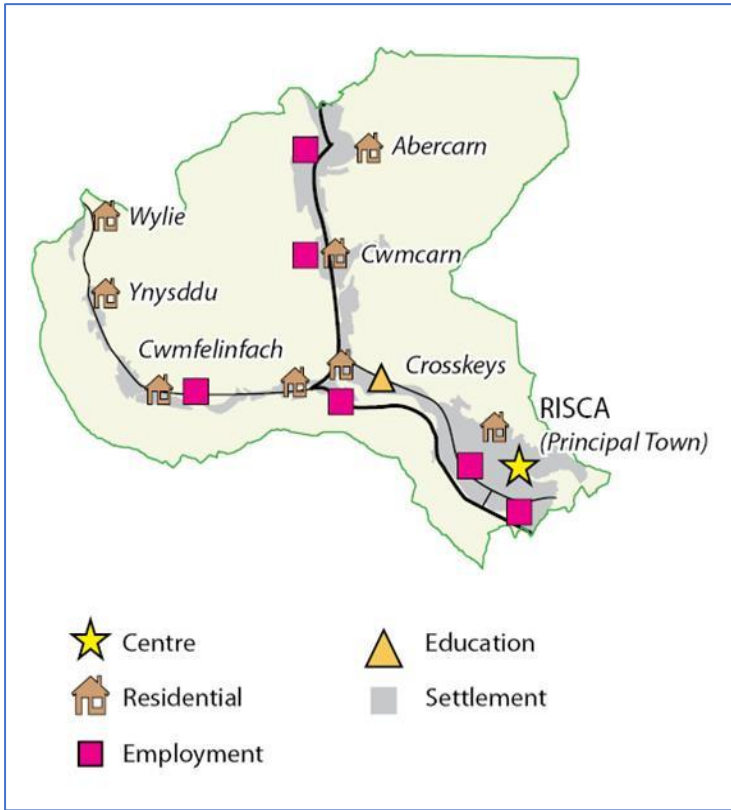 Abercarn
Wylie
Cwmcarn
Ynysddu
Cwmfelinfach
Crosskeys
RISCA
(Principal Town)
Centre
Education
Residential
Settlement
Employment